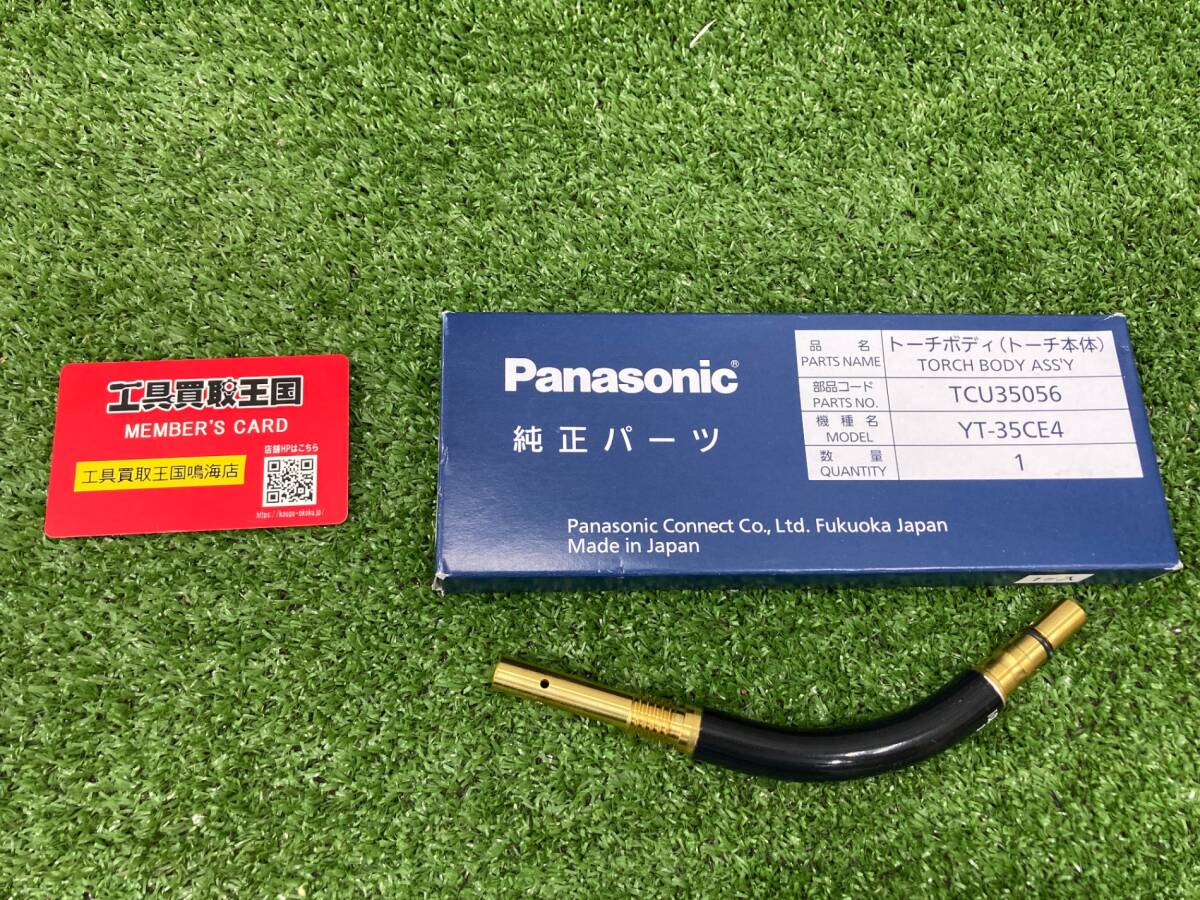 工具買取王国
MEMBER'S CARD
店舗HPはこちら
工具買取王国鳴海店
https://kougu-okoku.jp/
Panasonic®
純正パーツ
品名 トーチボディ(トーチ本体)
PARTS NAME TORCH BODY ASS'Y
部品コード
PARTS NO. TCU35056
機種名
MODEL YT-35CE4
数量
QUANTITY 1
Panasonic Connect Co., Ltd. Fukuoka Japan
Made in Japan